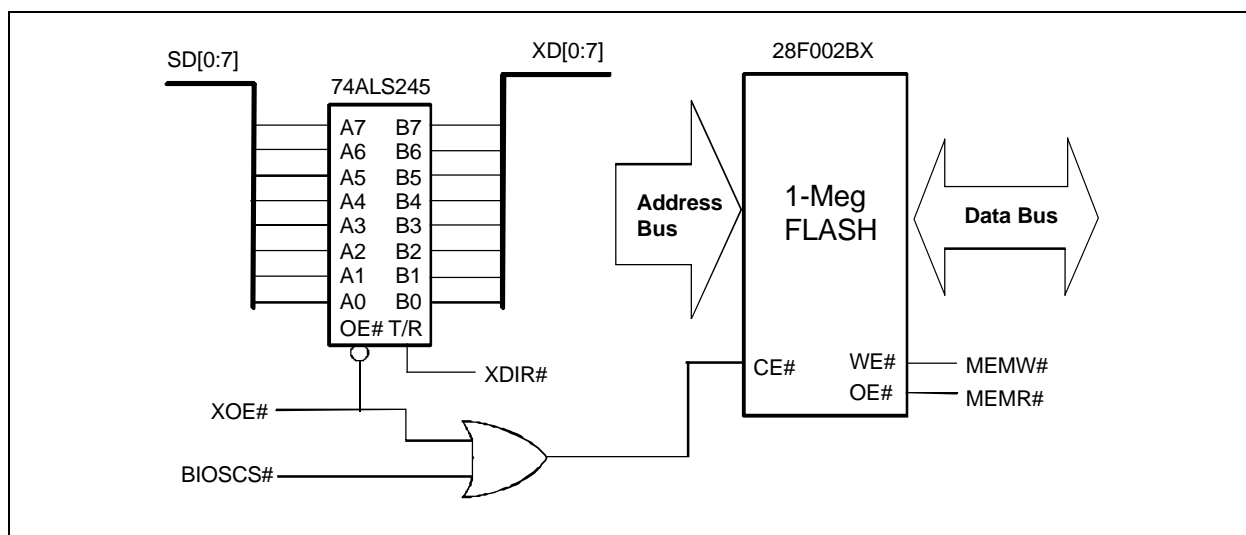 SD[0:7]
XD[0:7]
28F002BX
74ALS245
A7 B7
A6 B6
A5 B5
A4 B4
A3 B3
A2 B2
A1 B1
A0 B0
OE# T/R
XDIR#
XOE#
BIOSCS#
Address
Bus
1-Meg
FLASH
Data Bus
CE#
WE#
OE#
MEMW#
MEMR#